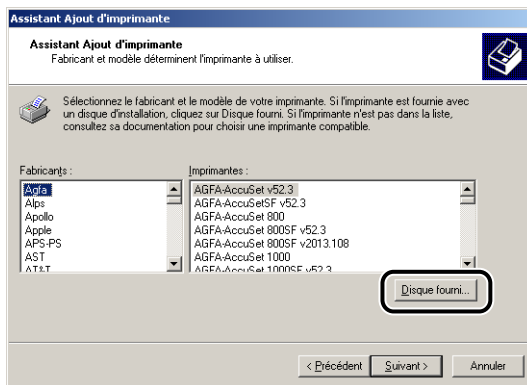 Assistant Ajout d'imprimante
Assistant Ajout d'imprimante
Fabricant et modèle déterminent l'imprimante à utiliser.
Sélectionnez le fabricant et le modèle de votre imprimante. Si l'imprimante est fournie avec
un disque d'installation, cliquez sur Disque fourni. Si l'imprimante n'est pas dans la liste,
consultez sa documentation pour choisir une imprimante compatible.
Fabricants :
Agfa
Alps
Apollo
Apple
APS-PS
AST
AT&T
Imprimantes :
AGFA-AccuSet v52.3
AGFA-AccuSetSF v52.3
AGFA-AccuSet 800
AGFA-AccuSet 800SF v52.3
AGFA-AccuSet 800SF v2013.108
AGFA-AccuSet 1000
AGFA-AccuSet 1000SF v52.3
Disque fourni...
< Précédent
Suivant >
Annuler